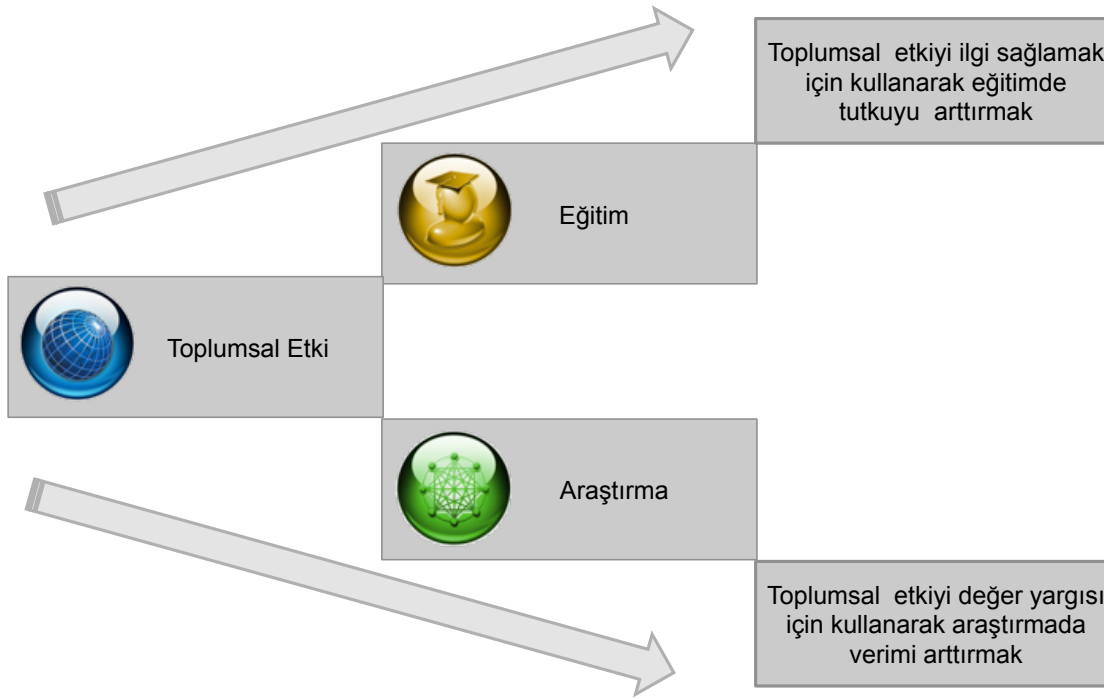 Toplumsal etkiyi ilgi sağlamak
için kullanarak eğitimde
tutkuyu arttırmak
Eğitim
Toplumsal Etki
Araştırma
Toplumsal etkiyi değer yargısı
için kullanarak araştırmada
verimi arttırmak